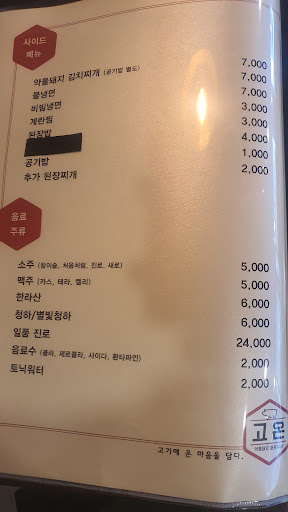 사이드
메뉴
약돌돼지 김치찌개 (공기밥 별도) 7,000
물냉면 7,000
비빔냉면 7,000
계란찜 3,000
된장밥 3,000
4,000
공기밥 1,000
추가 된장찌개 2,000
음료
주류
소주 (참이슬, 처음처럼, 진로, 새로) 5,000
맥주 (카스, 테라, 켈리) 5,000
한라산 6,000
청하/별빛청하 6,000
일품 진로 24,000
음료수 (콜라, 제로콜라, 사이다, 환타파인) 2,000
토닉워터 2,000
고기에 온 마음을 담다.
고온